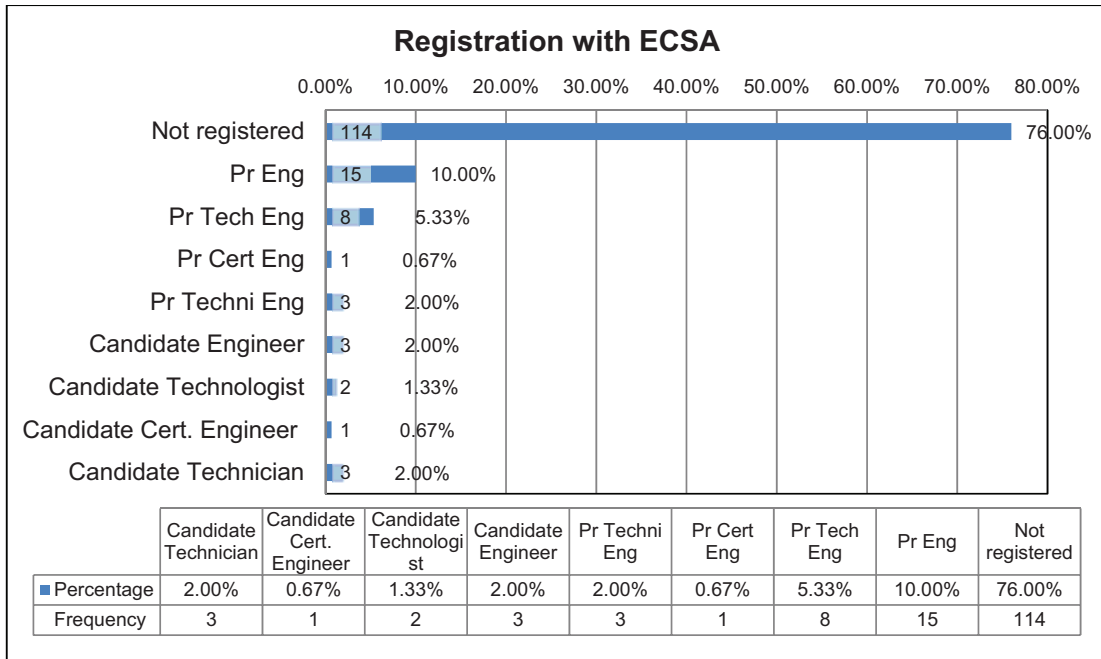 Registration with ECSA
0.00% 10.00% 20.00% 30.00% 40.00% 50.00% 60.00% 70.00% 80.00%
Not registered 114 76.00%
Pr Eng 15 10.00%
Pr Tech Eng 8 5.33%
Pr Cert Eng 1 0.67%
Pr Techni Eng 3 2.00%
Candidate Engineer 3 2.00%
Candidate Technologist 2 1.33%
Candidate Cert. Engineer 1 0.67%
Candidate Technician 3 2.00%
Candidate Technician Candidate Cert. Engineer Candidate Technologi st Candidate Engineer Pr Techni Eng Pr Cert Eng Pr Tech Eng Pr Eng Not registered
Percentage 2.00% 0.67% 1.33% 2.00% 2.00% 0.67% 5.33% 10.00% 76.00%
Frequency 3 1 2 3 3 1 8 15 114